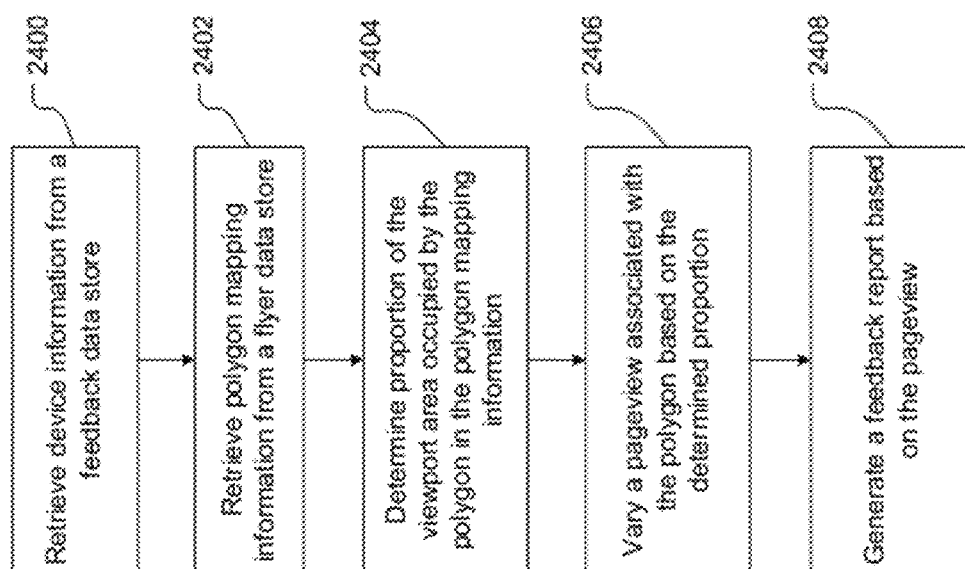 Retrieve device information from a
feedback data store
2400
Retrieve polygon mapping
information from a flyer data store
2402
Determine proportion of the
viewport area occupied by the
polygon in the polygon mapping
information
2404
Vary a pageview associated with
the polygon based on the
determined proportion
2406
Generate a feedback report based
on the pageview
2408